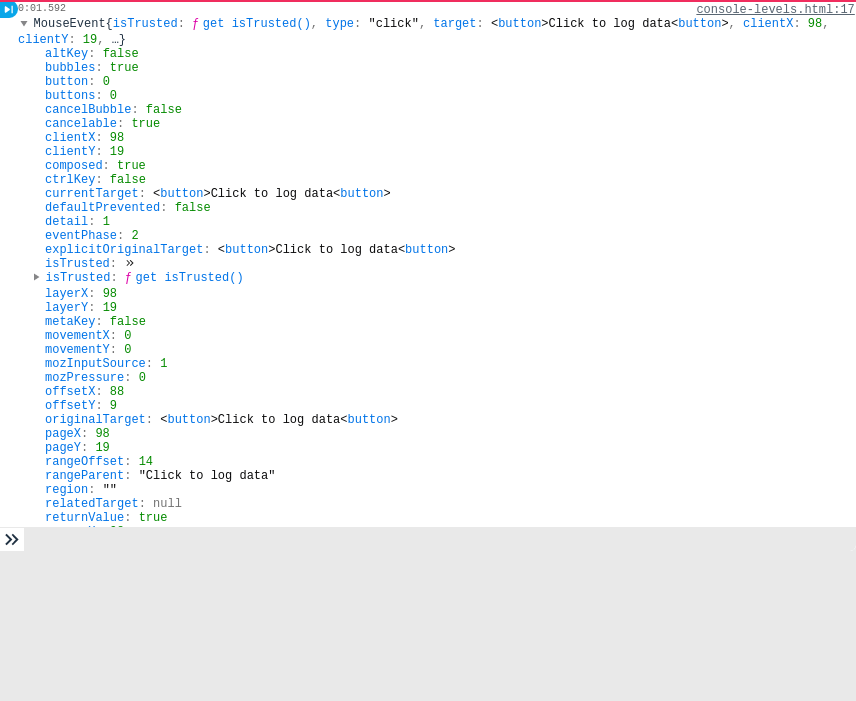 0:01.592 console-levels.html:17
MouseEvent{isTrusted: ƒ get isTrusted(), type: "click", target: <button>Click to log data<button>, clientX: 98,
clientY: 19, …}
altKey: false
bubbles: true
button: 0
buttons: 0
cancelBubble: false
cancelable: true
clientX: 98
clientY: 19
composed: true
ctrlKey: false
currentTarget: <button>Click to log data<button>
defaultPrevented: false
detail: 1
eventPhase: 2
explicitOriginalTarget: <button>Click to log data<button>
isTrusted: »
isTrusted: ƒ get isTrusted()
layerX: 98
layerY: 19
metaKey: false
movementX: 0
movementY: 0
mozInputSource: 1
mozPressure: 0
offsetX: 88
offsetY: 9
originalTarget: <button>Click to log data<button>
pageX: 98
pageY: 19
rangeOffset: 14
rangeParent: "Click to log data"
region: ""
relatedTarget: null
returnValue: true